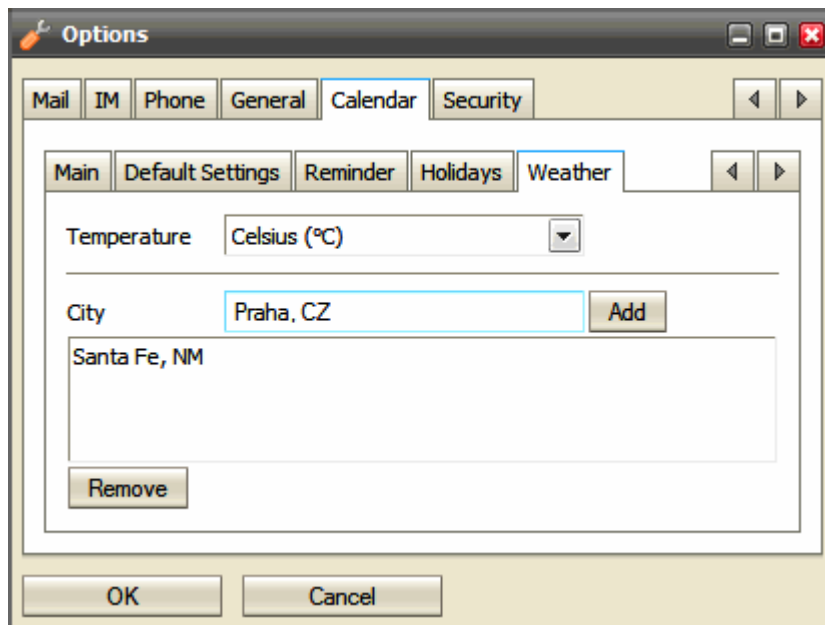 Options
Mail IM Phone General Calendar Security
Main Default Settings Reminder Holidays Weather
Temperature Celsius (ºC)
City Praha, CZ Add
Santa Fe, NM
Remove
OK Cancel